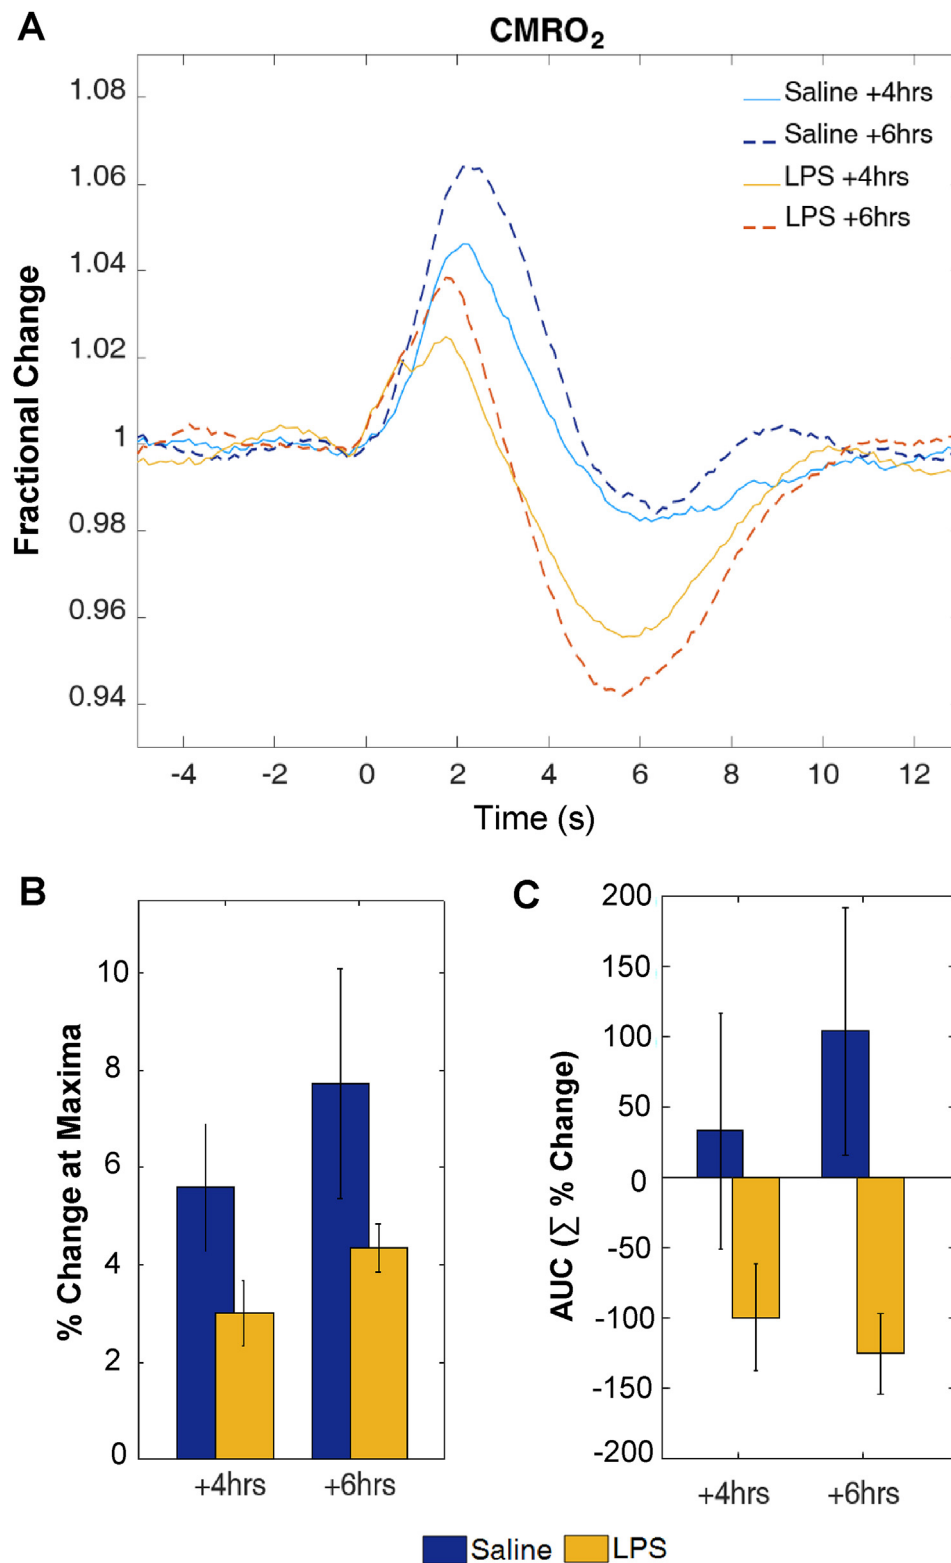 A
CMRO2
Fractional Change
1.08
1.06
1.04
1.02
1
0.98
0.96
0.94
Saline +4hrs
Saline +6hrs
LPS +4hrs
LPS +6hrs
-4
-2
0
2
4
6
8
10
12
Time (s)
B
% Change at Maxima
10
8
6
4
2
0
+4hrs
+6hrs
C
AUC (∑ % Change)
200
150
100
50
0
-50
-100
-150
-200
+4hrs
+6hrs
Saline
LPS